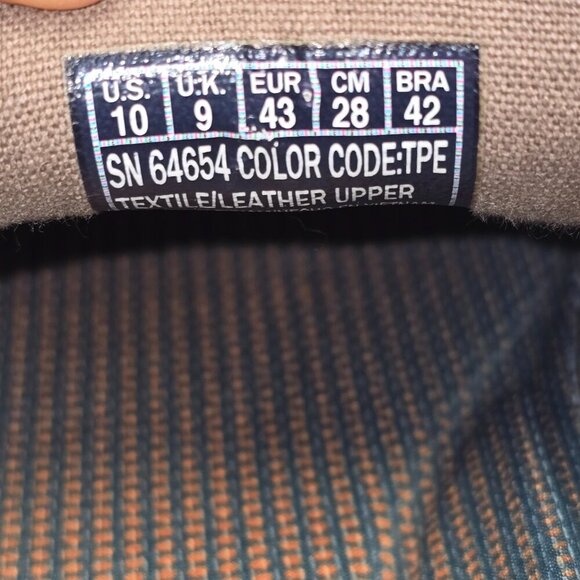 U.S. U.K. EUR CM BRA
10 9 43 28 42
SN 64654 COLOR CODE:TPE
TEXTILE/LEATHER UPPER